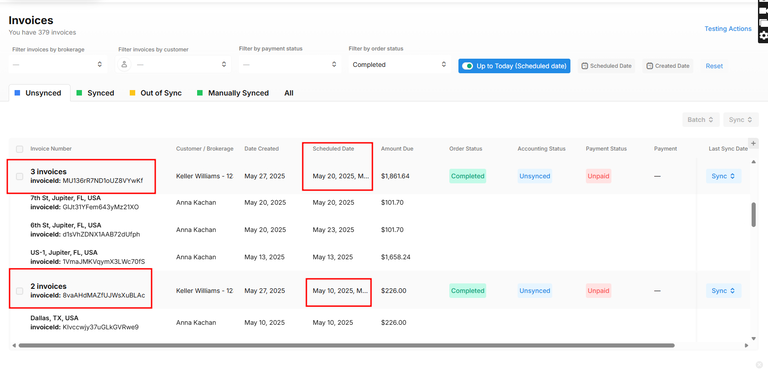 Invoices
You have 379 invoices
Testing Actions
Filter invoices by brokerage
Filter invoices by customer
Filter by payment status
Filter by order status
---
---
---
Completed
Up to Today (Scheduled date)
Scheduled Date
Created Date
Reset
Unsynced
Synced
Out of Sync
Manually Synced
All
Batch
Sync
Invoice Number
Customer / Brokerage
Date Created
Scheduled Date
Amount Due
Order Status
Accounting Status
Payment Status
Payment
Last Sync Date
3 invoices
invoiceId: MU136rR7ND1oUZ8VYwKf
Keller Williams - 12
May 27, 2025
May 20, 2025, M...
$1,861.64
Completed
Unsynced
Unpaid
—
Sync
7th St, Jupiter, FL, USA
invoiceId: GIJt31YFem643yMz21XO
Anna Kachan
May 20, 2025
May 20, 2025
$101.70
6th St, Jupiter, FL, USA
invoiceId: d1sVhZDNX1AAB72dUfph
Anna Kachan
May 23, 2025
May 23, 2025
$101.70
US-1, Jupiter, FL, USA
invoiceId: 1VmaJMKVqymX3LWc70fS
Anna Kachan
May 13, 2025
May 13, 2025
$1,658.24
2 invoices
invoiceId: 8vaAHdMAZfUJWsXuBLAc
Keller Williams - 12
May 27, 2025
May 10, 2025, M...
$226.00
Completed
Unsynced
Unpaid
—
Sync
Dallas, TX, USA
invoiceId: KIvccwjy37uGLkGVRwe9
Anna Kachan
May 10, 2025
May 10, 2025
$226.00